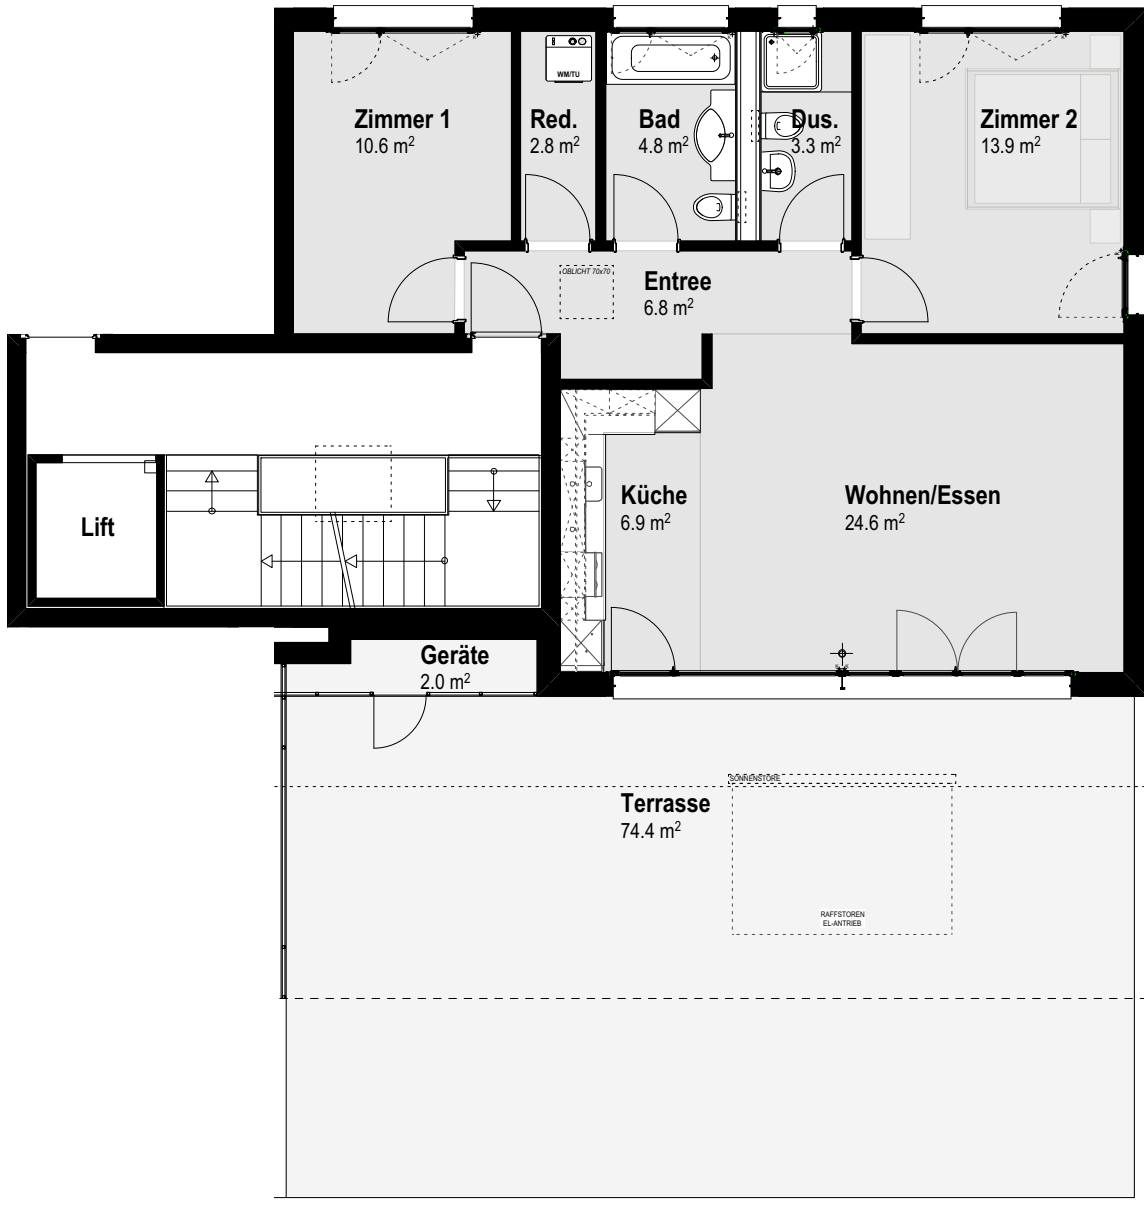 WM/TU
Zimmer 1
10.6 m²
Red.
2.8 m²
Bad
4.8 m²
Dus.
3.3 m²
Zimmer 2
13.9 m²
OBLICHT 70x70
Entree
6.8 m²
Lift
Küche
6.9 m²
Wohnen/Essen
24.6 m²
Geräte
2.0 m²
SONNENSTORE
Terrasse
74.4 m²
RAFFSTOREN
EL-ANTRIEB